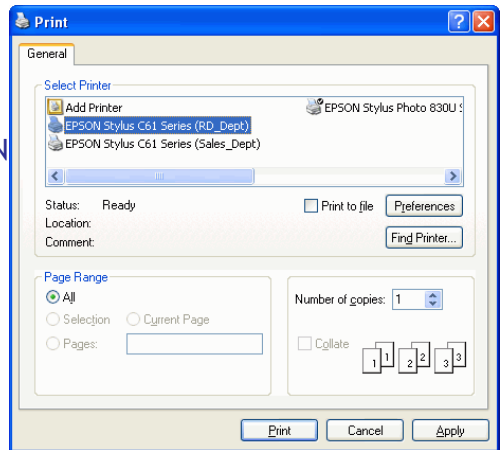 Print
General
Select Printer
Add Printer
EPSON Stylus Photo 830U S
EPSON Stylus C61 Series (RD_Dept)
EPSON Stylus C61 Series (Sales_Dept)
N
Status: Ready
Print to file
Preferences
Location:
Comment:
Find Printer...
Page Range
All
Number of copies: 1
Selection
Current Page
Pages:
Collate
1 1 2 2 3 3
Print
Cancel
Apply